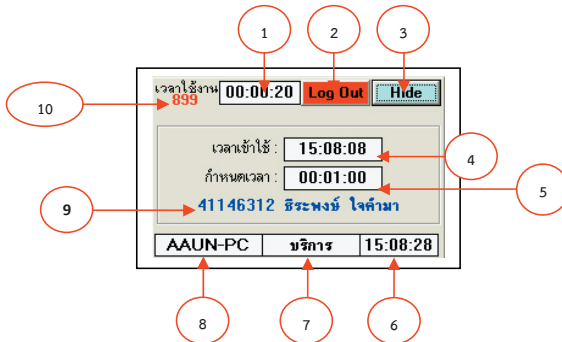 1 2 3
เวลาใช้งาน 00:00:20 Log Out Hide
899
10
เวลาเข้าใช้ : 15:08:08
4
กำหนดเวลา : 00:01:00
5
9 41146312 ธีระพงษ์ ใจคำมา
AAUN-PC บริการ 15:08:28
8 7 6